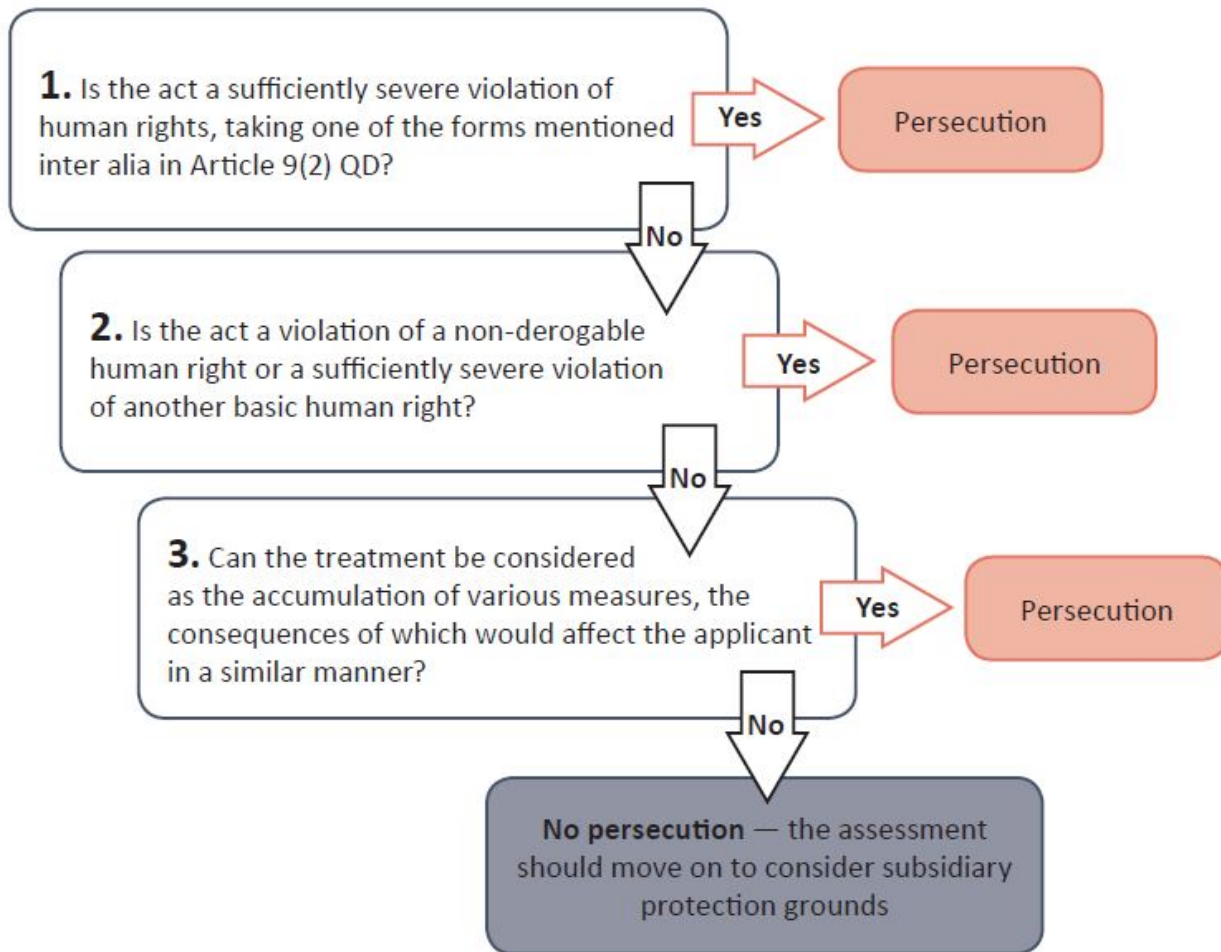 1. Is the act a sufficiently severe violation of
human rights, taking one of the forms mentioned
inter alia in Article 9(2) QD?
Yes
Persecution
No
2. Is the act a violation of a non-derogable
human right or a sufficiently severe violation
of another basic human right?
Yes
Persecution
No
3. Can the treatment be considered
as the accumulation of various measures, the
consequences of which would affect the applicant
in a similar manner?
Yes
Persecution
No
No persecution — the assessment
should move on to consider subsidiary
protection grounds